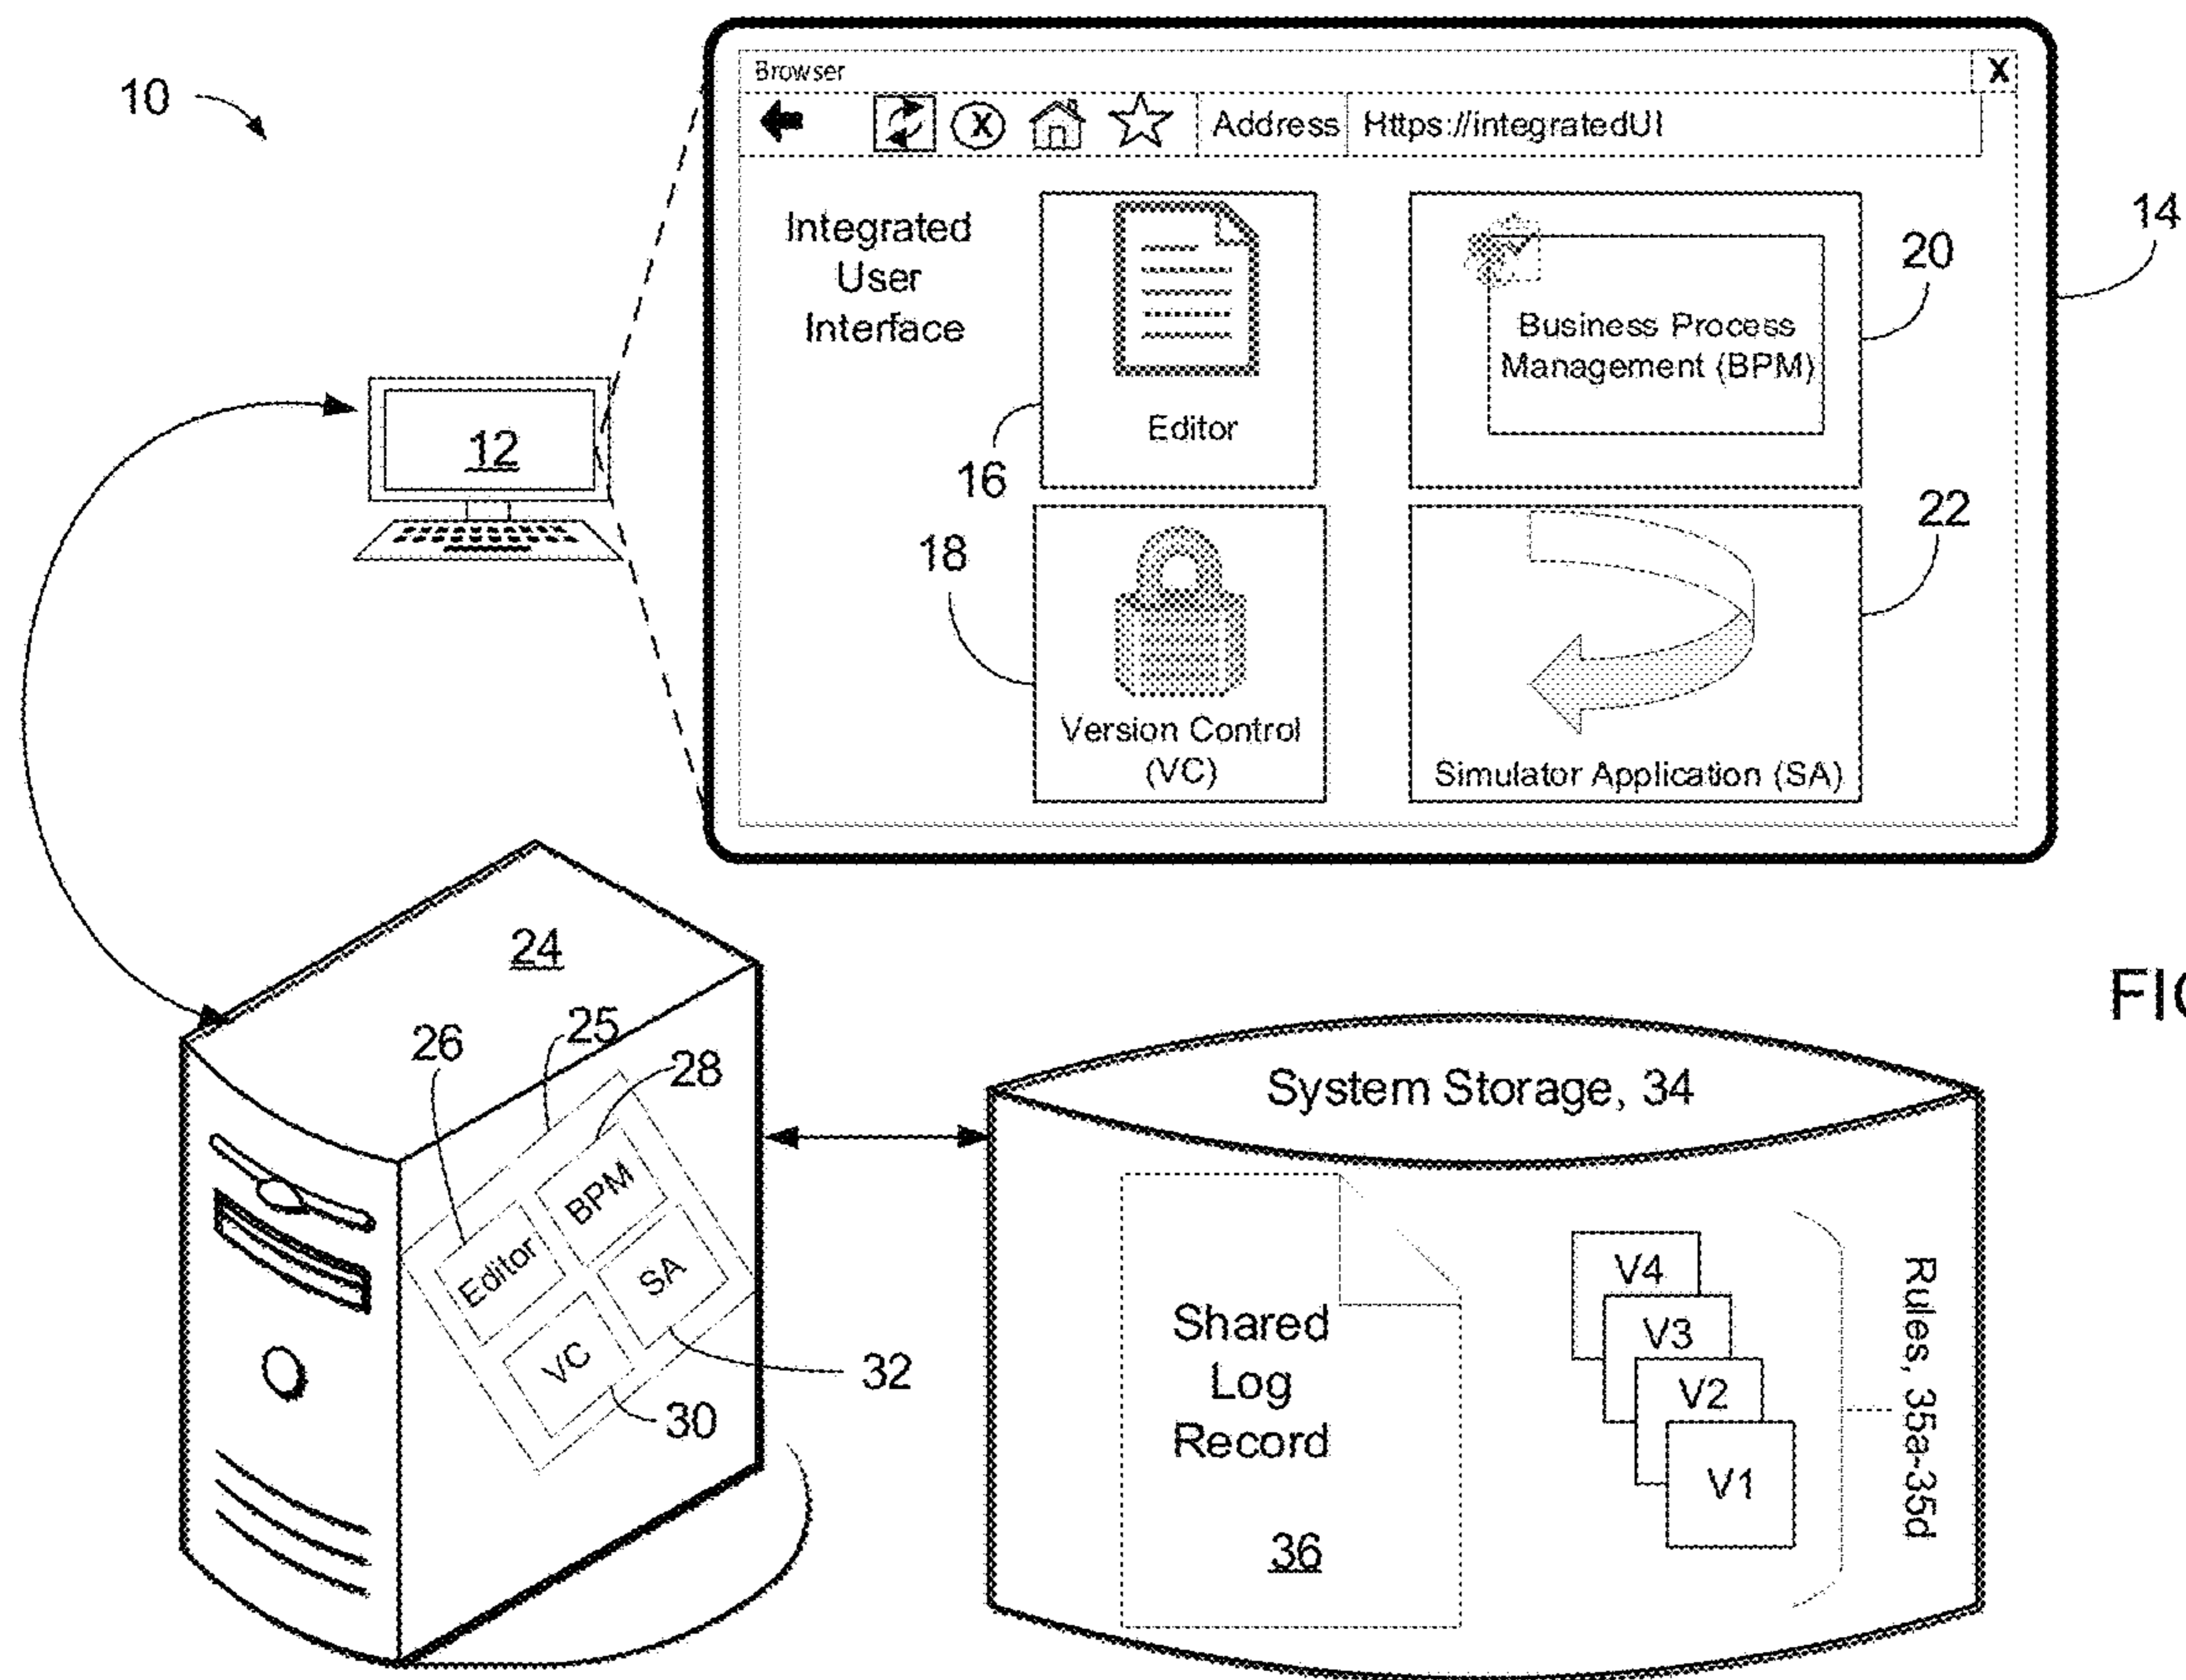 10
Browser
X
X
Address
Https://integratedUI
Integrated
User
Interface
Editor
Business Process
Management (BPM)
14
20
16
12
18
22
Version Control
(VC)
Simulator Application (SA)
24
25
26
28
FIG
System Storage, 34
Editor
BPM
VC
SA
32
30
Shared
Log
Record
36
V4
V3
V2
V1
Rules, 35a-35d